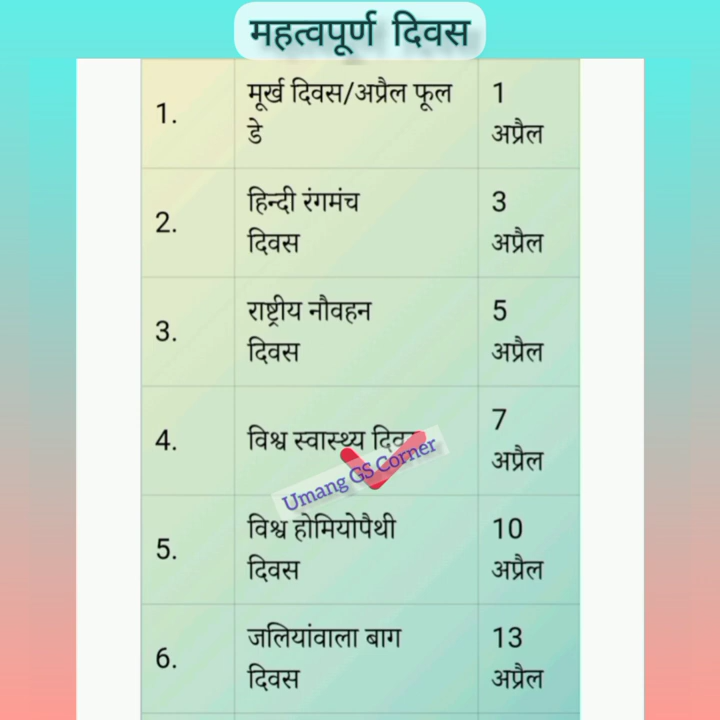 महत्वपूर्ण दिवस
1.
मूर्ख दिवस/अप्रैल फूल
डे
1
अप्रैल
2.
हिन्दी रंगमंच
दिवस
3
अप्रैल
3.
राष्ट्रीय नौवहन
दिवस
5
अप्रैल
4.
विश्व स्वास्थ्य
7
अप्रैल
Umang GS Corner
5.
विश्व होमियोपैथी
दिवस
10
अप्रैल
6.
जलियांवाला बाग
दिवस
13
अप्रैल